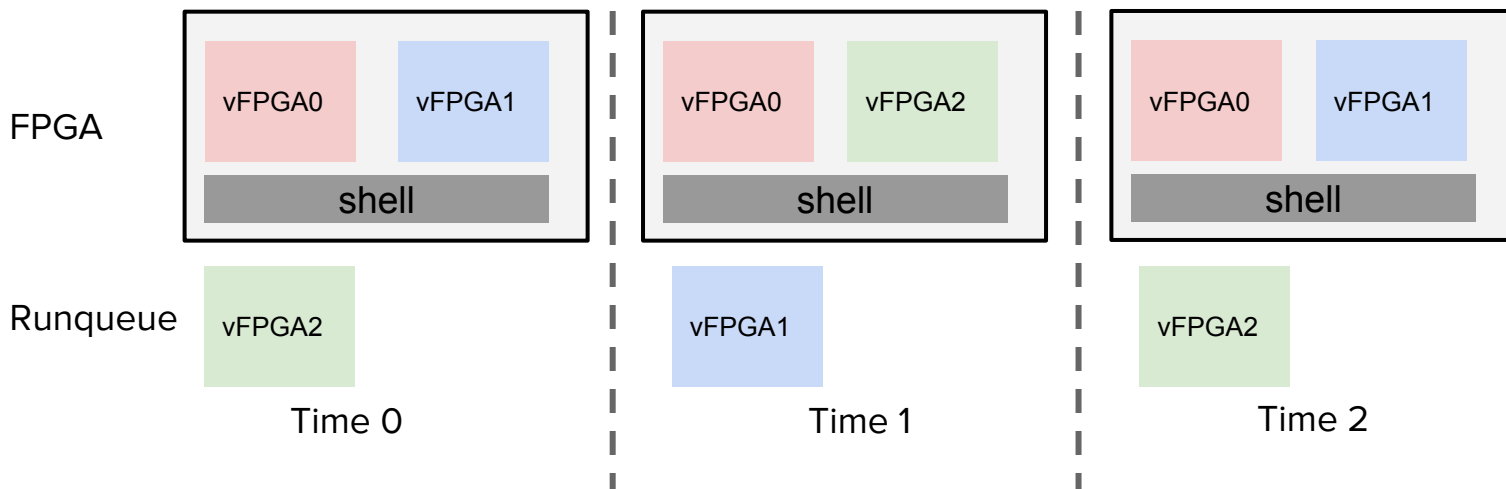 FPGA
vFPGA0 vFPGA1
shell
vFPGA0 vFPGA2
shell
vFPGA0 vFPGA1
shell
Runqueue
vFPGA2
vFPGA1
vFPGA2
Time 0
Time 1
Time 2